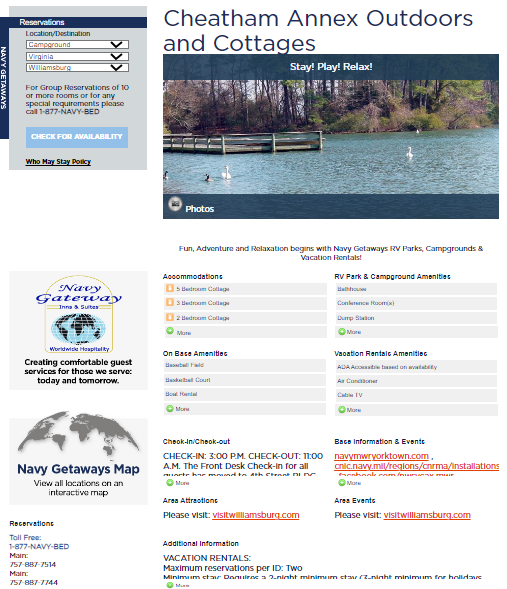 Reservations
Location/Destination
Campground
Virginia
Williamsburg
For Group Reservations of 10
or more rooms or for any
special requirements please
call 1-877-NAVY-BED
CHECK FOR AVAILABILITY
Who May Stay Policy
NAVY GETAWAYS
Cheatham Annex Outdoors
and Cottages
Stay! Play! Relax!
Photos
Fun, Adventure and Relaxation begins with Navy Getaways RV Parks, Campgrounds &
Vacation Rentals!
Navy
Gateway
Inns & Suites
Worldwide Hospitality
Creating comfortable guest
services for those we serve:
today and tomorrow.
Navy Getaways Map
View all locations on an
interactive map
Reservations
Toll Free:
1-877-NAVY-BED
Main:
757-887-7514
Main:
757-887-7744
Accommodations
5 Bedroom Cottage
3 Bedroom Cottage
2 Bedroom Cottage
More
RV Park & Campground Amenities
Bathhouse
Conference Room(s)
Dump Station
More
On Base Amenities
Baseball Field
Basketball Court
Boat Rental
More
Vacation Rentals Amenities
ADA Accessible based on availability
Air Conditioner
Cable TV
More
Check-In/Check-out
CHECK-IN: 3:00 P.M. CHECK-OUT: 11:00
A.M. The Front Desk Check-in for all
guests has moved to 4th Street BLDG
More
Base Information & Events
navymwryorktown.com ,
cnic.navy.mil/regions/cnrma/installations
More
Area Attractions
Please visit: visitwilliamsburg.com
Area Events
Please visit: visitwilliamsburg.com
Additional Information
VACATION RENTALS:
Maximum reservations per ID: Two
Minimum stay: Requires a 2-night minimum stay (3-night minimum for holidays
More